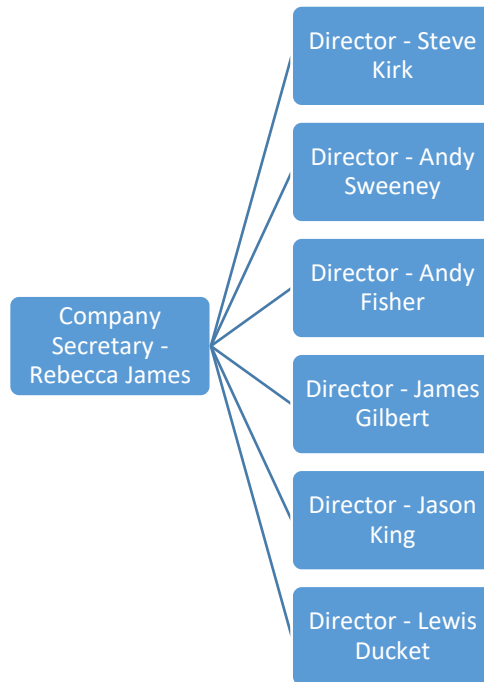 Director - Steve
Kirk
Director - Andy
Sweeney
Director - Andy
Fisher
Company
Secretary -
Rebecca James
Director - James
Gilbert
Director - Jason
King
Director - Lewis
Ducket